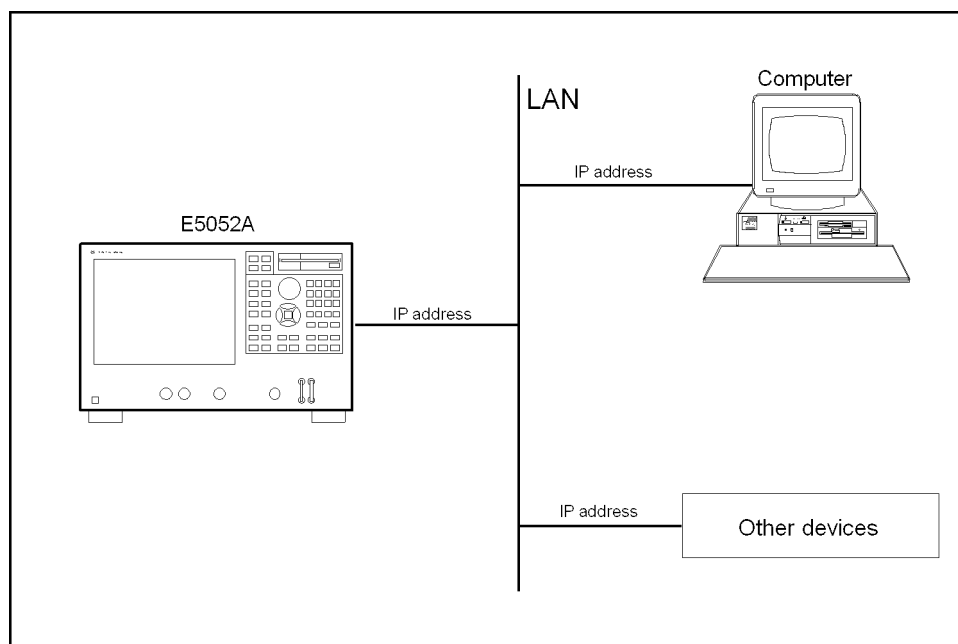 Computer
LAN
IP address
E5052A
IP address
IP address
Other devices